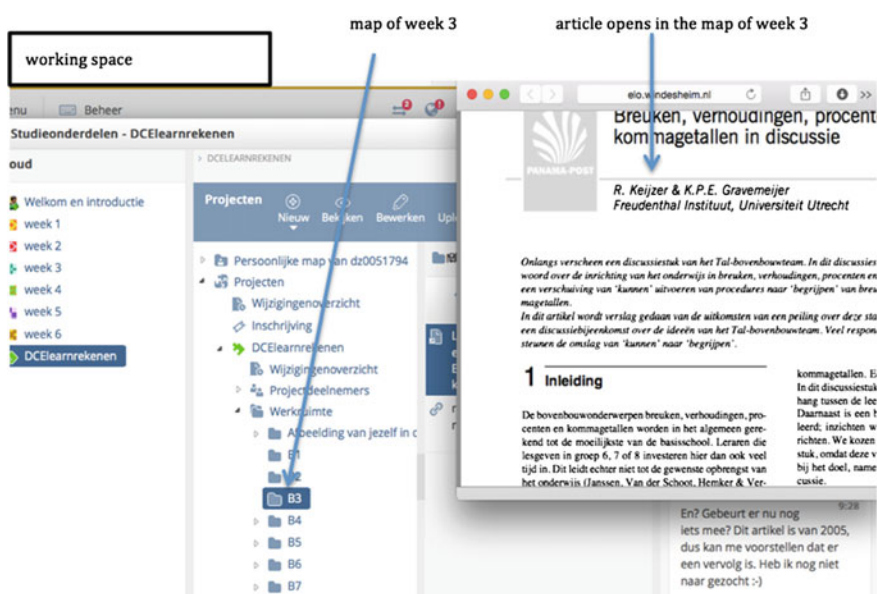 map of week 3
article opens in the map of week 3
working space
enu
Beheer
Studieonderdelen - DCElearnrekenen
oud
Welkom en introductie
week 1
week 2
week 3
week 4
week 5
week 6
DCElearnrekenen
> DCELEARNREKENEN
Projecten
Nieuw
Bekijken
Bewerken
Persoonlijke map van dz0051794
Projecten
Wijzigingenoverzicht
Inschrijving
DCElearnrekenen
Wijzigingenoverzicht
Projectdeelnemers
Werkruimte
Afbeelding van jezelf in
B1
B3
B4
B5
B6
B7
elo.windesheim.nl
Breuken, verhoudingen, procent
kommagetallen in discussie
PANAMA-POST
R. Keijzer & K.P.E. Gravemeijer
Freudenthal Instituut, Universiteit Utrecht
Onlangs verscheen een discussiestuk van het Tal-bovenbouwteam. In dit discussies
woord over de inrichting van het onderwijs in breuken, verhoudingen, procenten en
een verschuiving van 'kunnen' uitvoeren van procedures naar 'begrijpen' van breu
magetallen.
In dit artikel wordt verslag gedaan van de uitkomsten van een peiling over deze sta
een discussiebijeenkomst over de ideeën van het Tal-bovenbouwteam. Veel respon
steunen de omslag van 'kunnen' naar 'begrijpen'.
1 Inleiding
De bovenbouwonderwerpen breuken, verhoudingen, pro-
centen en kommagetallen worden in het algemeen gere-
kend tot de moeilijkste van de basisschool. Leraren die
lesgeven in groep 6, 7 of 8 investeren hier dan ook veel
tijd in. Dit leidt echter niet tot de gewenste opbrengst van
het onderwijs (Janssen, Van der Schoot, Hemker & Ver-
kommagetallen. E
In dit discussiestuk
hang tussen de lee
Daarnaast is een b
leerd; inzichten w
richten. We kozen
stuk, omdat deze v
bij het doel, name
cussie.
9:28
En? Gebeurt er nu nog
iets mee? Dit artikel is van 2005,
dus kan me voorstellen dat er
een vervolg is. Heb ik nog niet
naar gezocht :-)